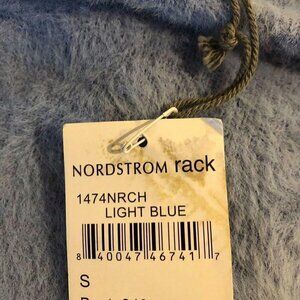 NORDSTROM rack
1474NRCH
LIGHT BLUE
8 40047 46741 7
S